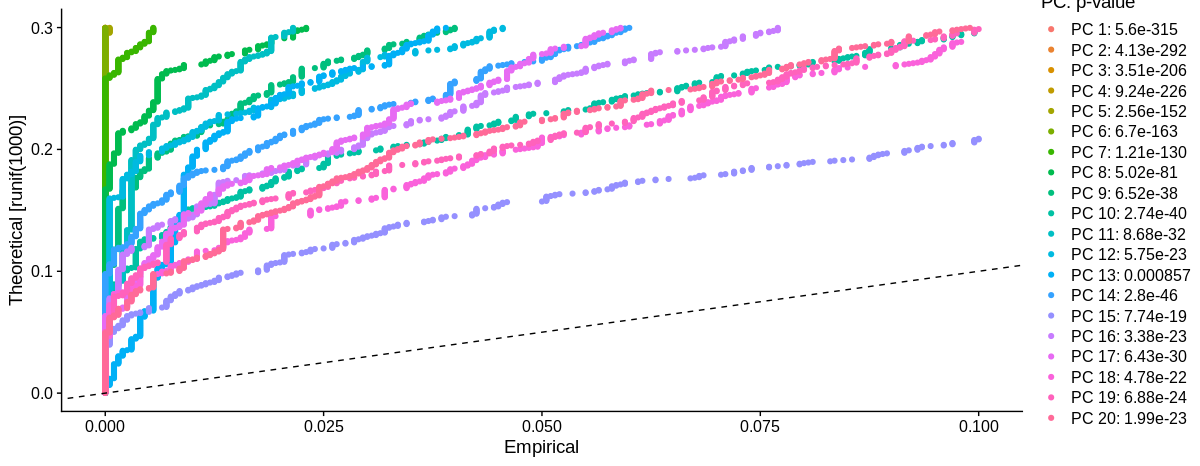 PC: p-value
0.3
0.2
0.1
0.0
Theoretical [runif(1000)]
0.000
0.025
0.050
0.075
0.100
Empirical
PC 1: 5.6e-315
PC 2: 4.13e-292
PC 3: 3.51e-206
PC 4: 9.24e-226
PC 5: 2.56e-152
PC 6: 6.7e-163
PC 7: 1.21e-130
PC 8: 5.02e-81
PC 9: 6.52e-38
PC 10: 2.74e-40
PC 11: 8.68e-32
PC 12: 5.75e-23
PC 13: 0.000857
PC 14: 2.8e-46
PC 15: 7.74e-19
PC 16: 3.38e-23
PC 17: 6.43e-30
PC 18: 4.78e-22
PC 19: 6.88e-24
PC 20: 1.99e-23